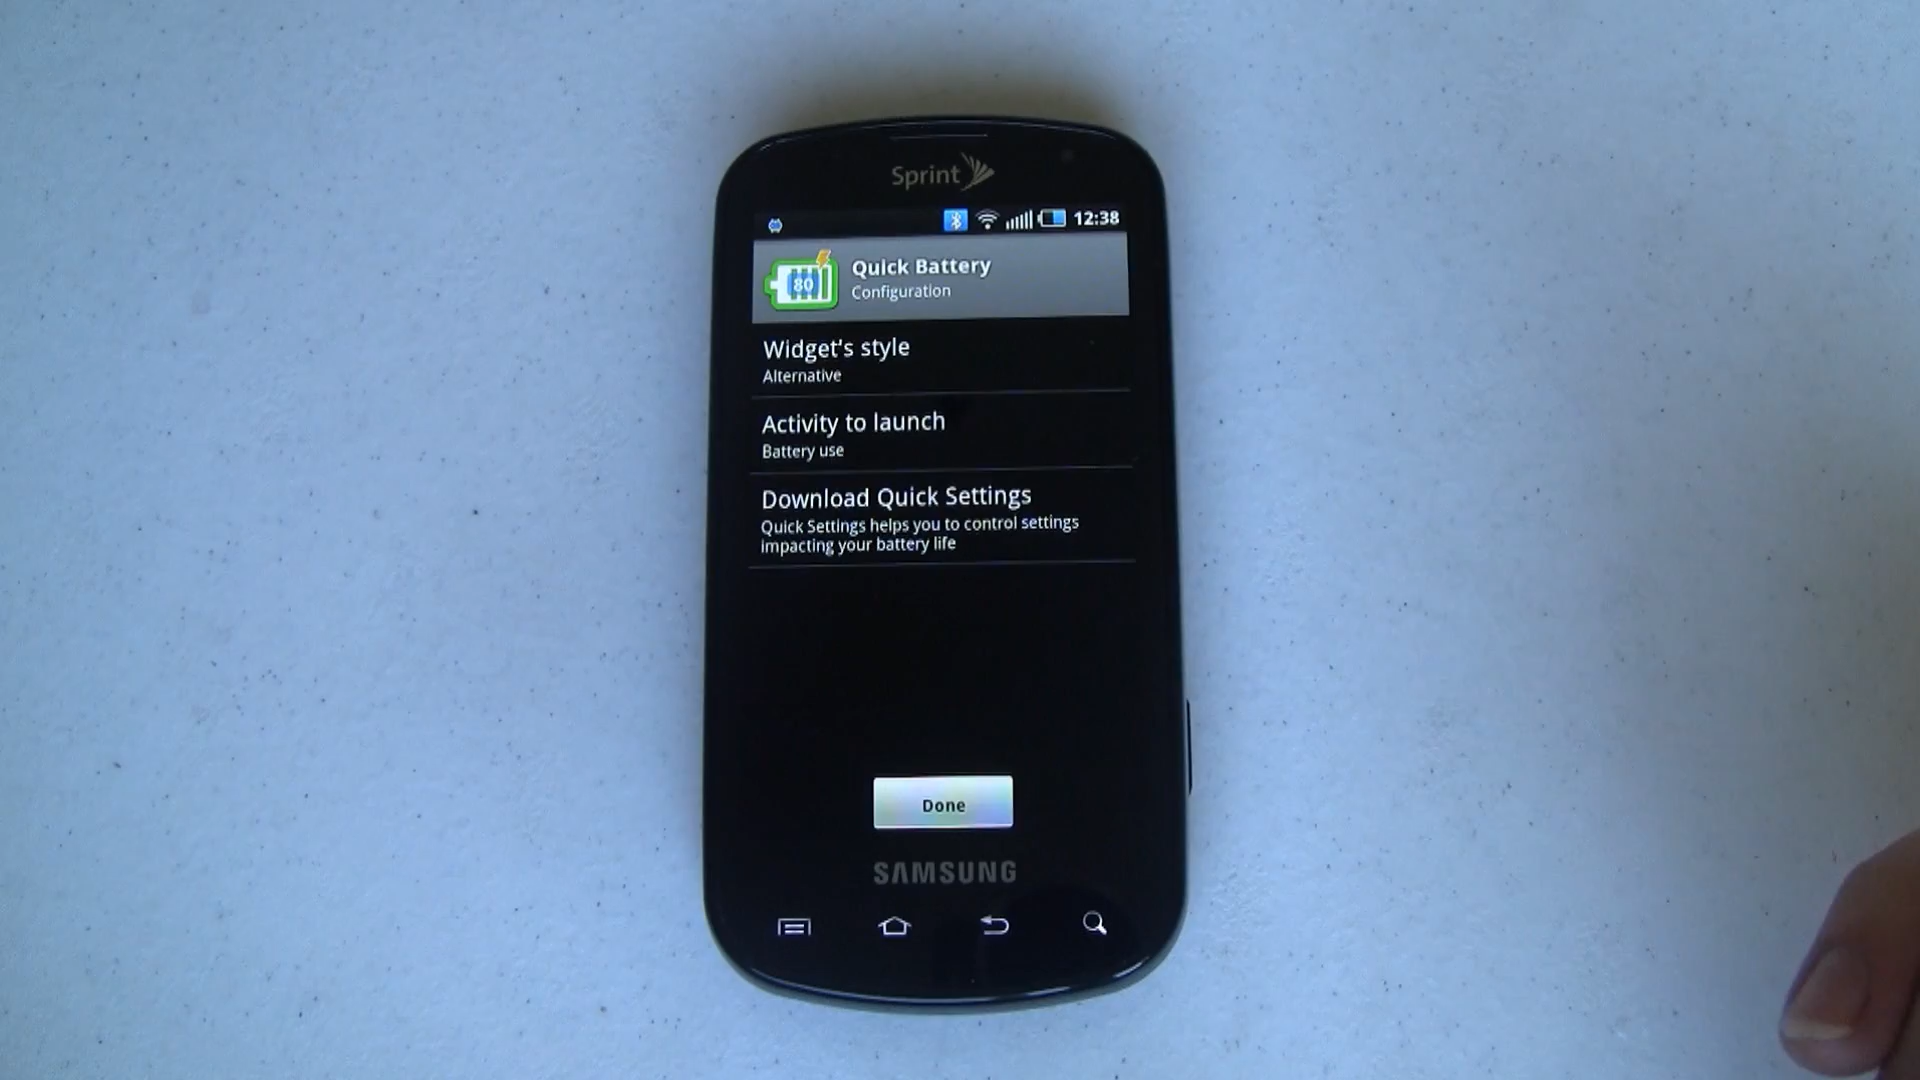 Sprint
12:38
80
Quick Battery
Configuration
Widget's style
Alternative
Activity to launch
Battery use
Download Quick Settings
Quick Settings helps you to control settings
impacting your battery life
Done
SAMSUNG